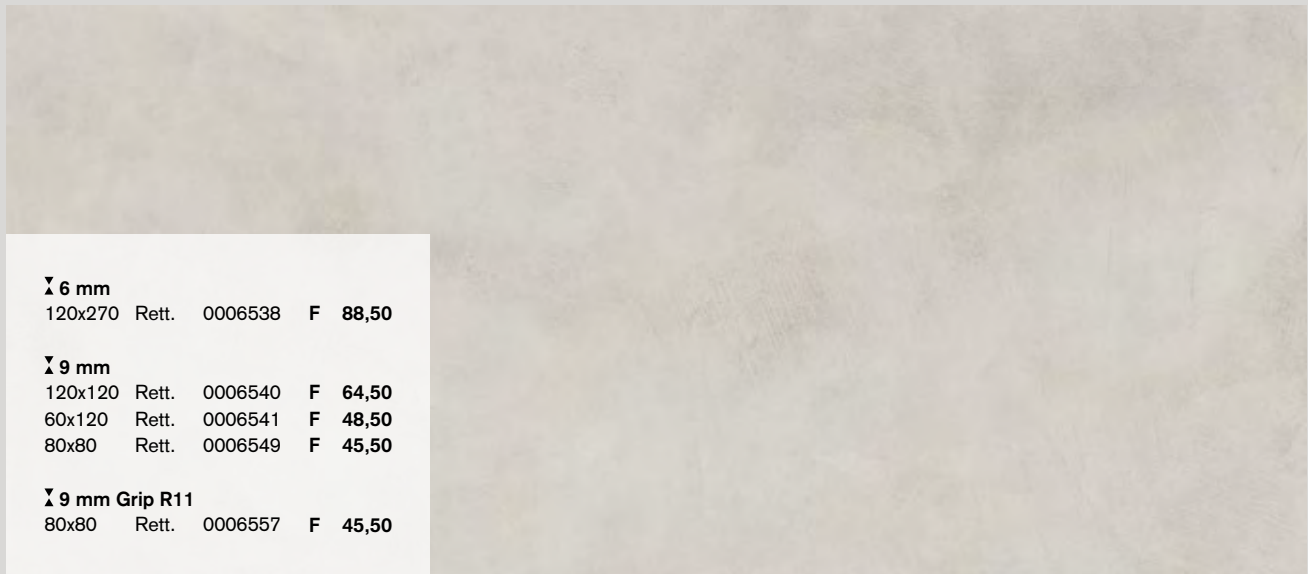 6 mm
120x270 Rett. 0006538 F 88,50
9 mm
120x120 Rett. 0006540 F 64,50
60x120 Rett. 0006541 F 48,50
80x80 Rett. 0006549 F 45,50
9 mm Grip R11
80x80 Rett. 0006557 F 45,50